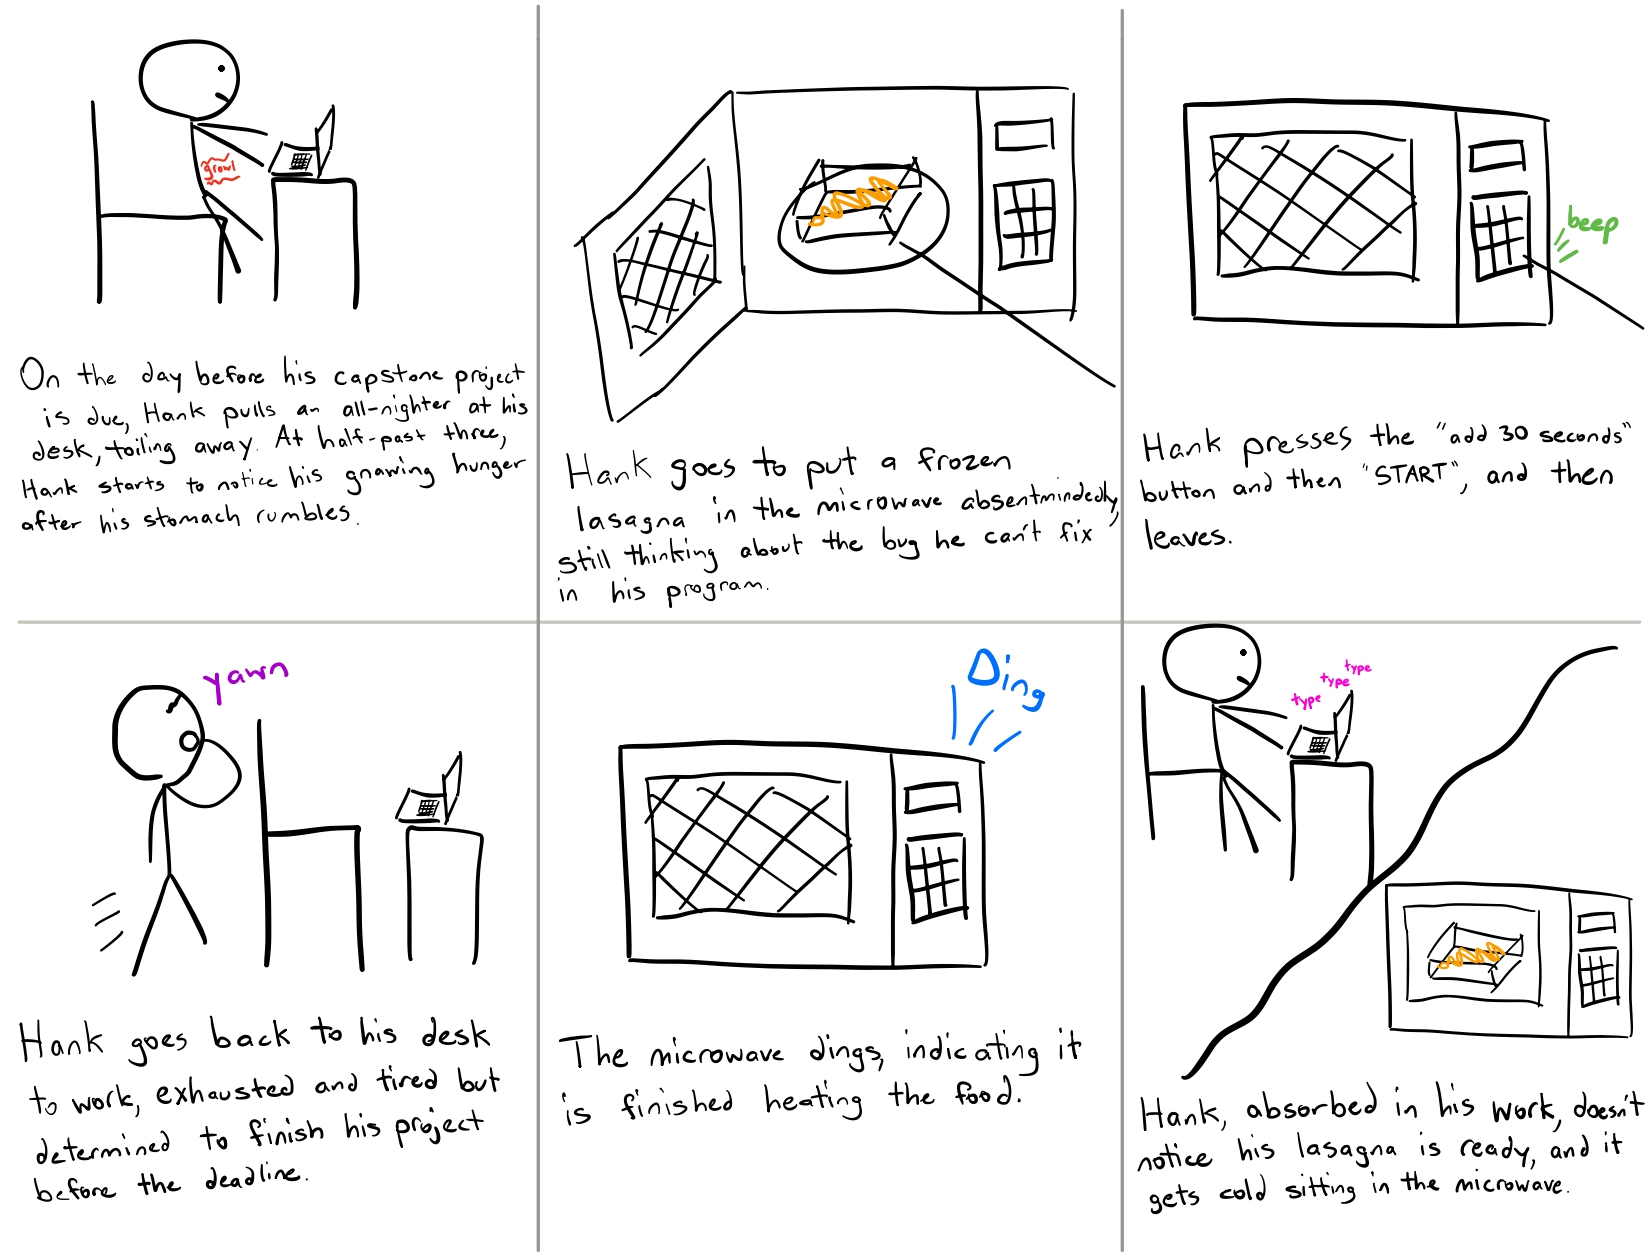 growl
On the day before his capstone project
is due, Hank pulls an all-nighter at his
desk, toiling away. At half-past three,
Hank starts to notice his gnawing hunger
after his stomach rumbles.
Hank goes to put a frozen
lasagna in the microwave absentmindedly,
still thinking about the bug he can't fix
in his program.
beep
Hank presses the "add 30 seconds"
button and then "START", and then
leaves.
yawn
Hank goes back to his desk
to work, exhausted and tired but
determined to finish his project
before the deadline.
Ding
The microwave dings, indicating it
is finished heating the food.
type
type
type
Hank, absorbed in his work, doesn't
notice his lasagna is ready, and it
gets cold sitting in the microwave.